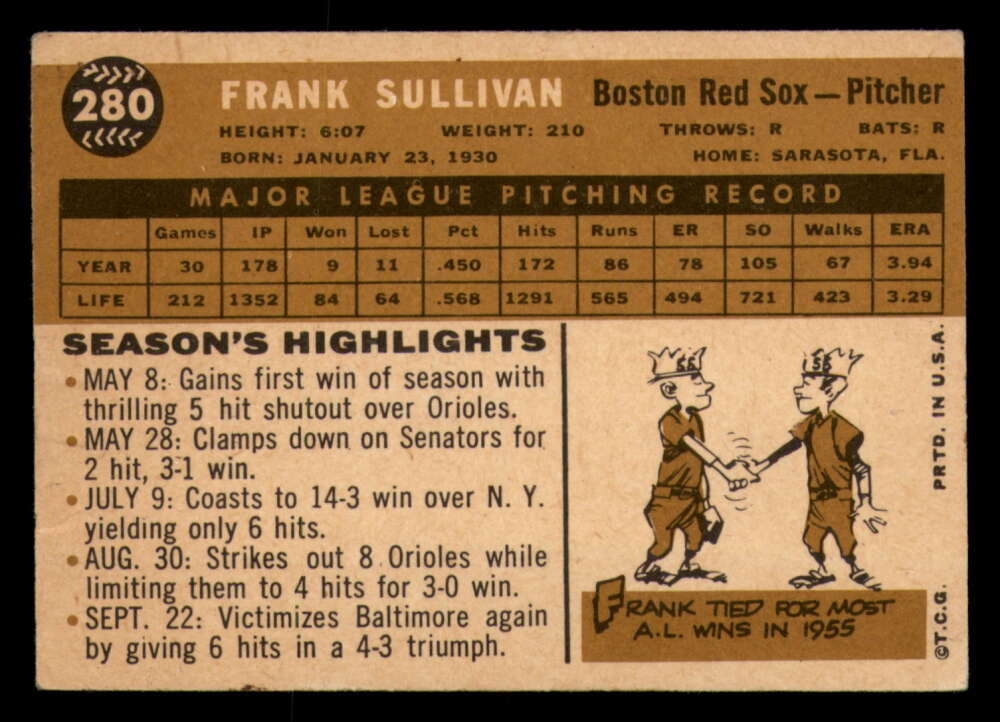 280
FRANK SULLIVAN Boston Red Sox — Pitcher
HEIGHT: 6:07 WEIGHT: 210 THROWS: R BATS: R
BORN: JANUARY 23, 1930 HOME: SARASOTA, FLA.
MAJOR LEAGUE PITCHING RECORD
Games IP Won Lost Pct Hits Runs ER SO Walks ERA
YEAR 30 178 9 11 .450 172 86 78 105 67 3.94
LIFE 212 1352 84 64 .568 1291 565 494 721 423 3.29
SEASON'S HIGHLIGHTS
• MAY 8: Gains first win of season with
thrilling 5 hit shutout over Orioles.
• MAY 28: Clamps down on Senators for
2 hit, 3-1 win.
• JULY 9: Coasts to 14-3 win over N. Y.
yielding only 6 hits.
• AUG. 30: Strikes out 8 Orioles while
limiting them to 4 hits for 3-0 win.
• SEPT. 22: Victimizes Baltimore again
by giving 6 hits in a 4-3 triumph.
FRANK TIED FOR MOST
A.L. WINS IN 1955
PRTD. IN U.S.A.
©T.C.G.